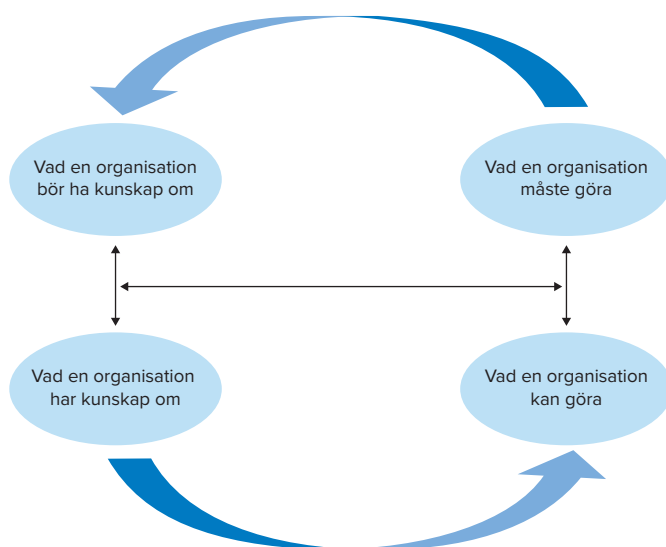 Vad en organisation
bör ha kunskap om
Vad en organisation
måste göra
Vad en organisation
har kunskap om
Vad en organisation
kan göra